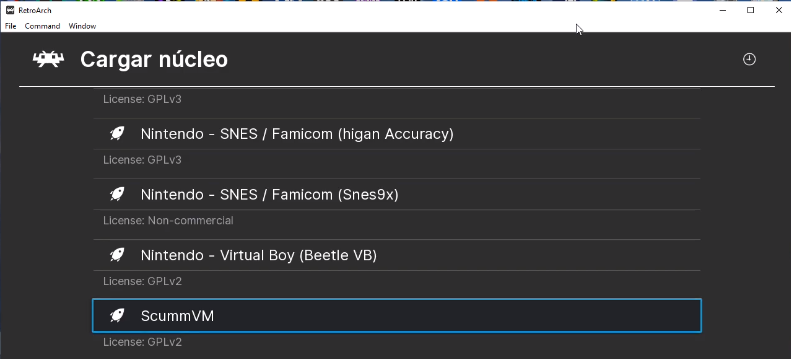 RetroArch
File Command Window
Cargar núcleo
License: GPLv3
Nintendo - SNES / Famicom (higan Accuracy)
License: GPLv3
Nintendo - SNES / Famicom (Snes9x)
License: Non-commercial
Nintendo - Virtual Boy (Beetle VB)
License: GPLv2
ScummVM
License: GPLv2